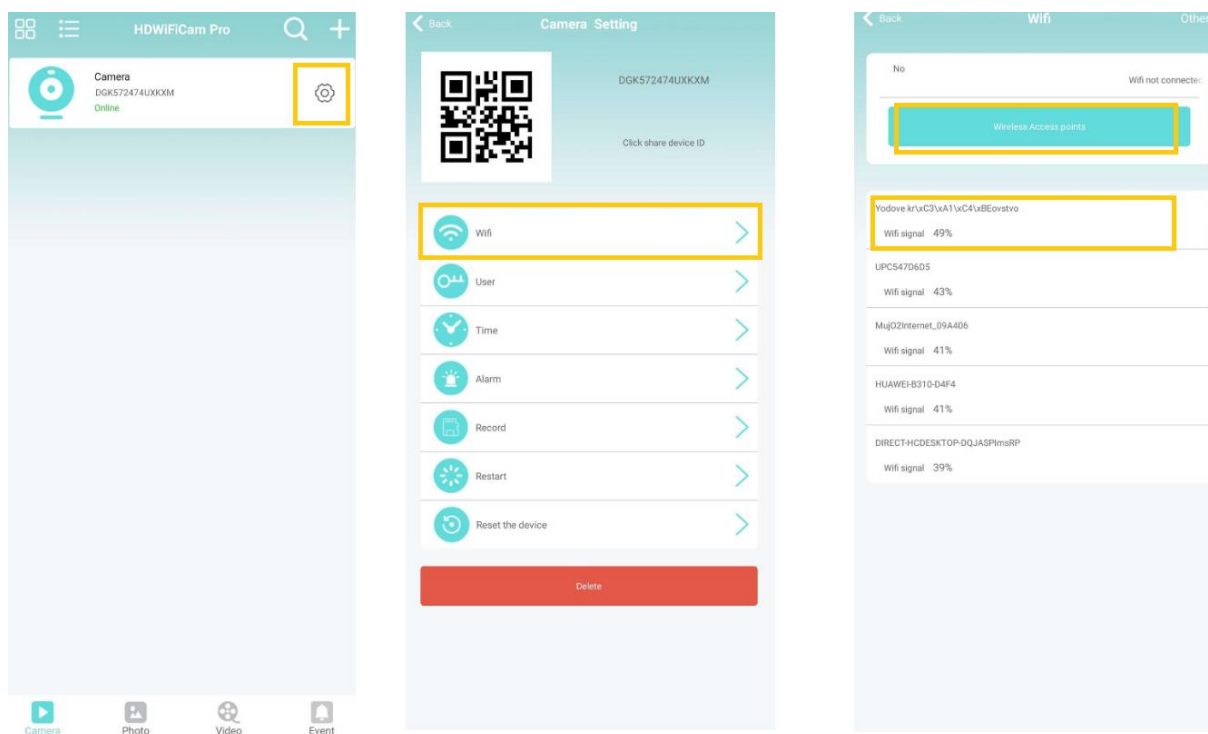 HDWiFiCam Pro
Camera
DGK572474UXKXM
Online
Camera
Photo
Video
Event
Back
Camera Setting
DGK572474UXKXM
Click share device ID
Wifi
User
Time
Alarm
Record
Restart
Reset the device
Delete
Back
Wifi
Other
No
Wifi not connected
Wireless Access points
Yodove kr\xC3\xA1\xC4\xBEovstvo
Wifi signal 49%
UPC547D6D5
Wifi signal 43%
MujO2Internet_09A406
Wifi signal 41%
HUAWEI-B310-D4F4
Wifi signal 41%
DIRECT-HCDESKTOP-DQJASPImsRP
Wifi signal 39%